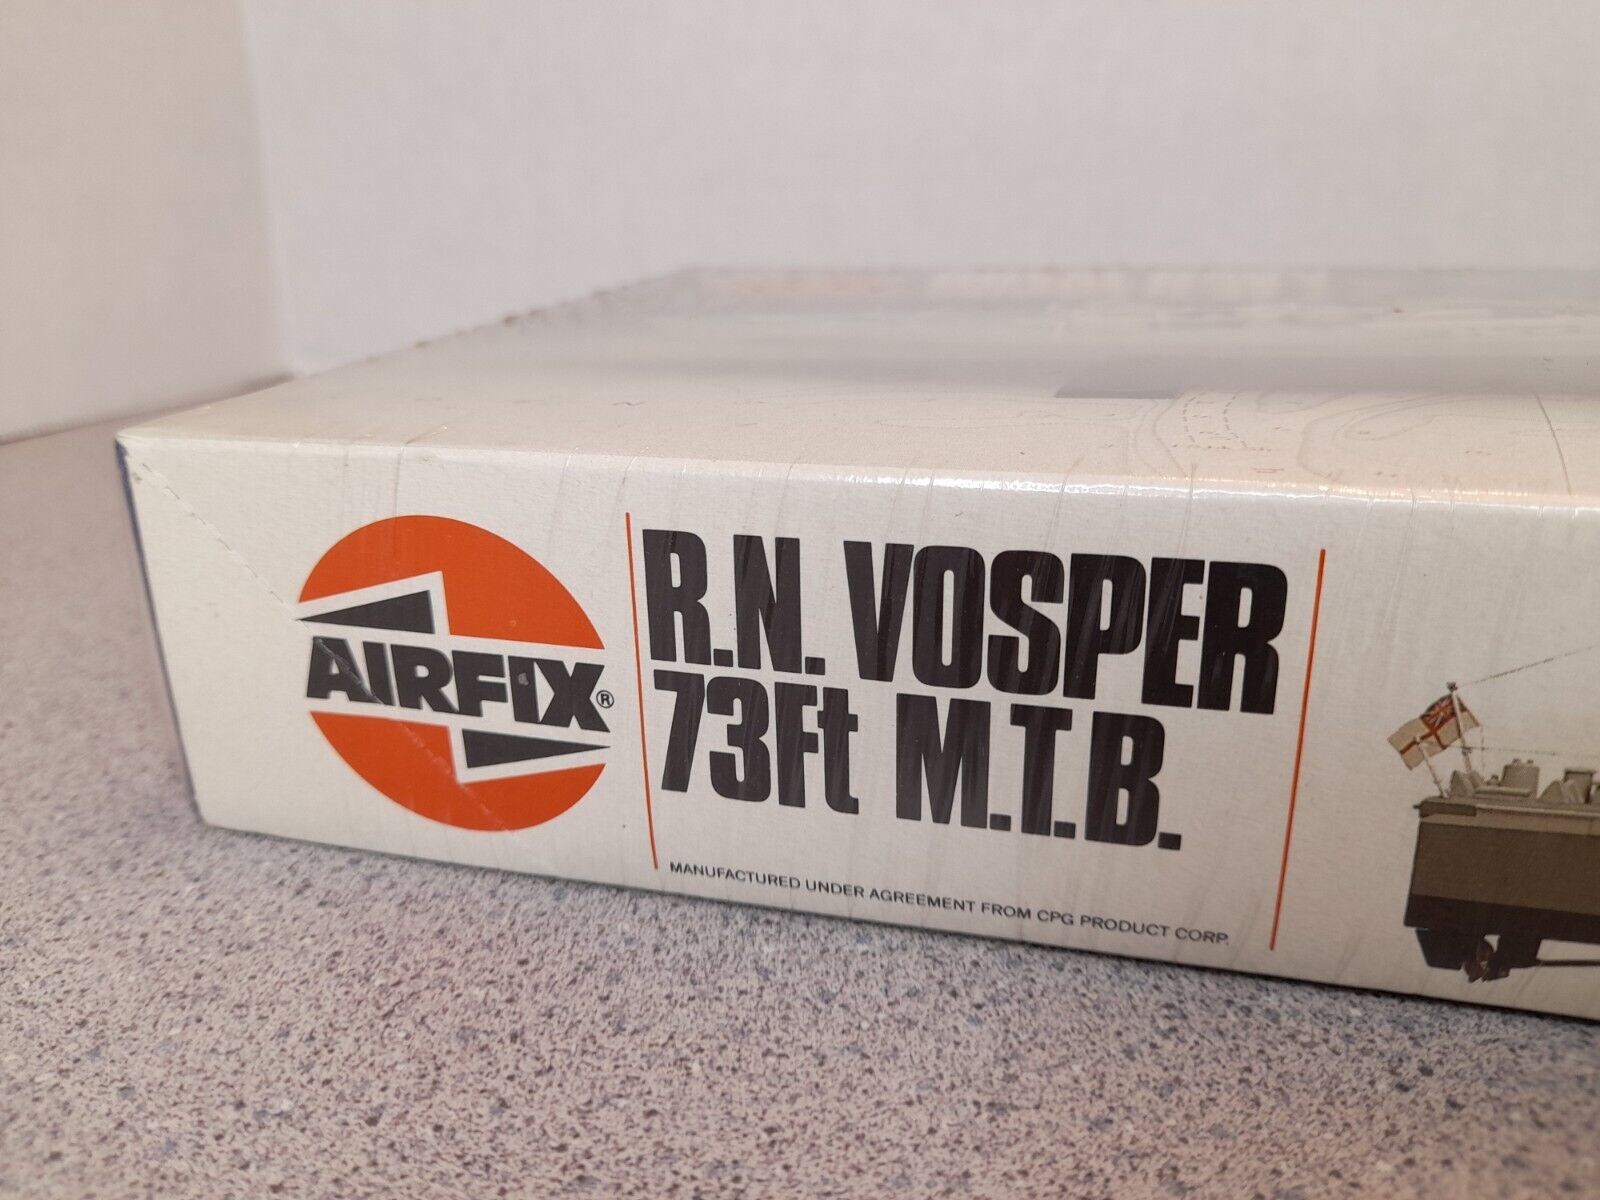 AIRFIX®
R.N. VOSPER
73Ft M.T.B.
MANUFACTURED UNDER AGREEMENT FROM CPG PRODUCT CORP.